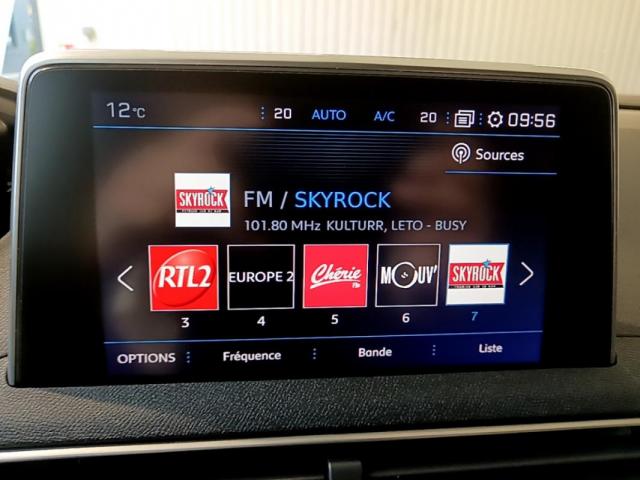 12°C 20 AUTO A/C 20 09:56
Sources
SKYROCK
FM / SKYROCK
101.80 MHz KULTURR, LETO - BUSY
RTL2 EUROPE 2 Chérie FM MOUV' SKYROCK
3 4 5 6 7
OPTIONS Fréquence Bande Liste